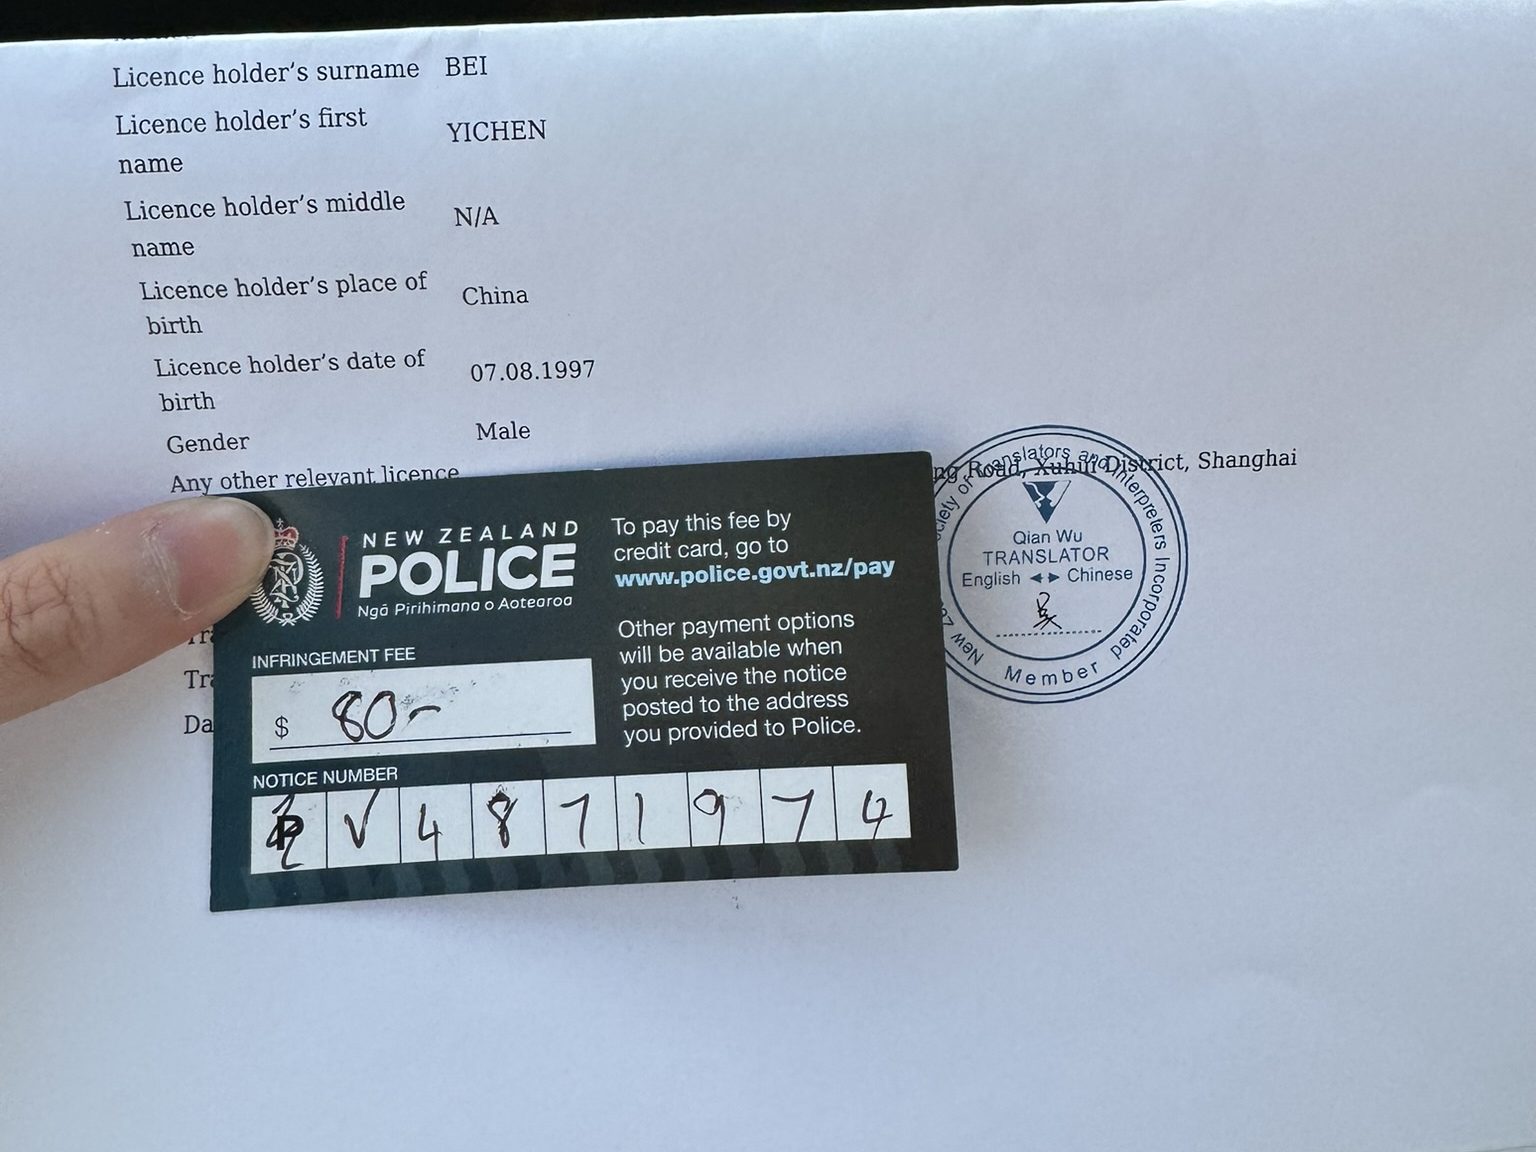 Licence holder's surname BEI
Licence holder's first
name
YICHEN
Licence holder's middle
name
N/A
Licence holder's place of
birth
China
Licence holder's date of
birth
07.08.1997
Gender Male
Any other relevant licence
Road, Xuhui District, Shanghai
NEW ZEALAND
POLICE
Ngā Pirihimana o Aotearoa
INFRINGEMENT FEE
$ 80-
NOTICE NUMBER
V 4 8 7 1 9 7 4
To pay this fee by
credit card, go to
www.police.govt.nz/pay
Other payment options
will be available when
you receive the notice
posted to the address
you provided to Police.
Translators and Interpreters Incorporated
Qian Wu
TRANSLATOR
English ◄► Chinese
Member
New